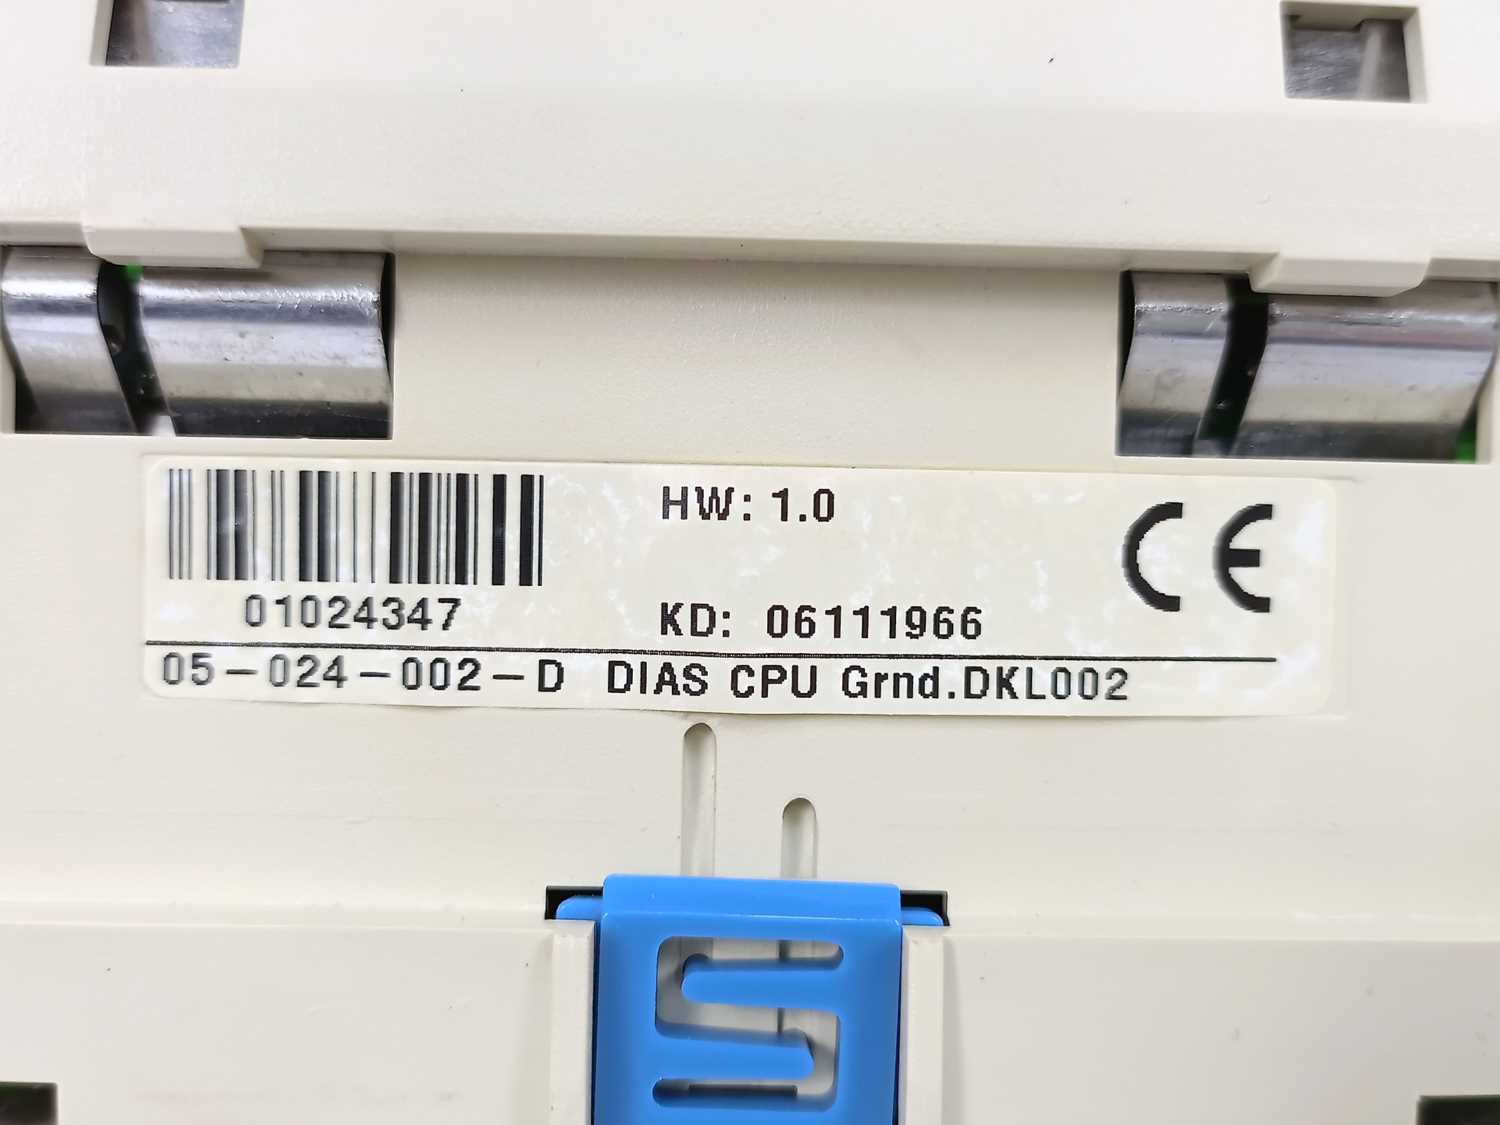 HW: 1.0
CE
01024347
KD: 06111966
05-024-002-D DIAS CPU Grnd.DKL002